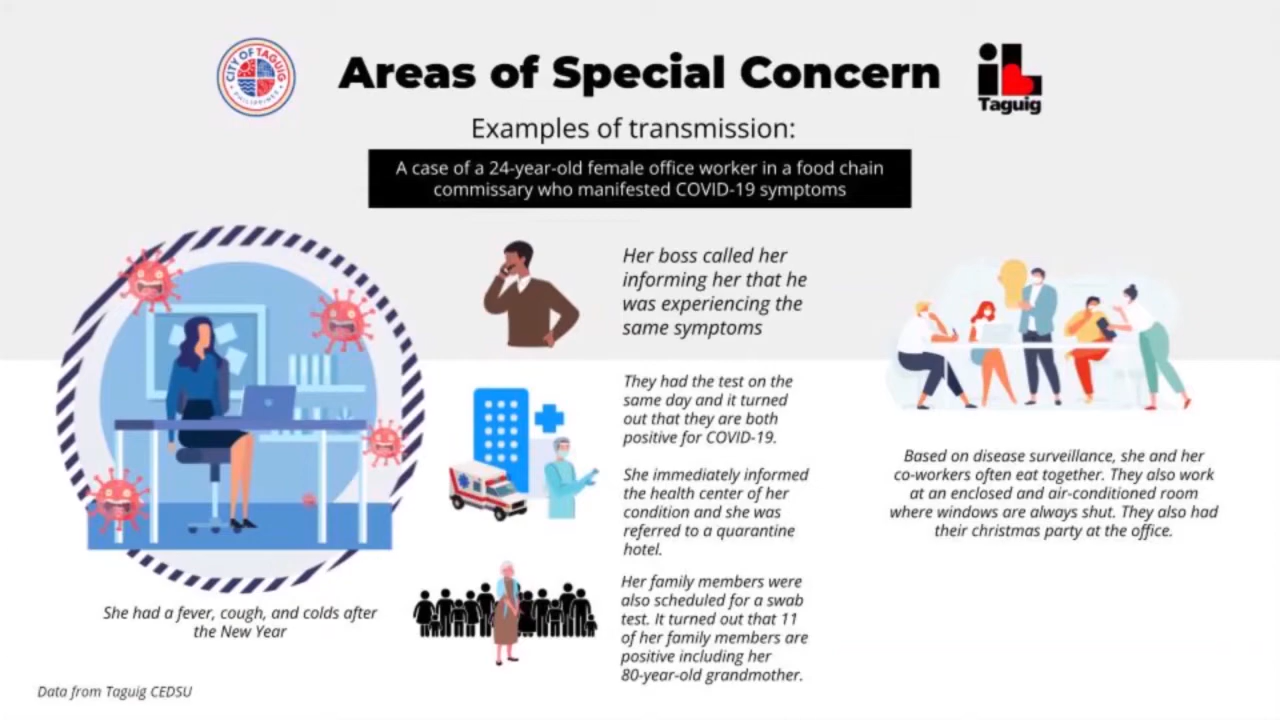 CITY OF TAGUIG
PHILIPPINES
Areas of Special Concern
iL
Taguig
Examples of transmission:
A case of a 24-year-old female office worker in a food chain
commissary who manifested COVID-19 symptoms
She had a fever, cough, and colds after
the New Year
Her boss called her
informing her that he
was experiencing the
same symptoms
They had the test on the
same day and it turned
out that they are both
positive for COVID-19.
She immediately informed
the health center of her
condition and she was
referred to a quarantine
hotel.
Her family members were
also scheduled for a swab
test. It turned out that 11
of her family members are
positive including her
80-year-old grandmother.
Based on disease surveillance, she and her
co-workers often eat together. They also work
at an enclosed and air-conditioned room
where windows are always shut. They also had
their christmas party at the office.
Data from Taguig CEDSU